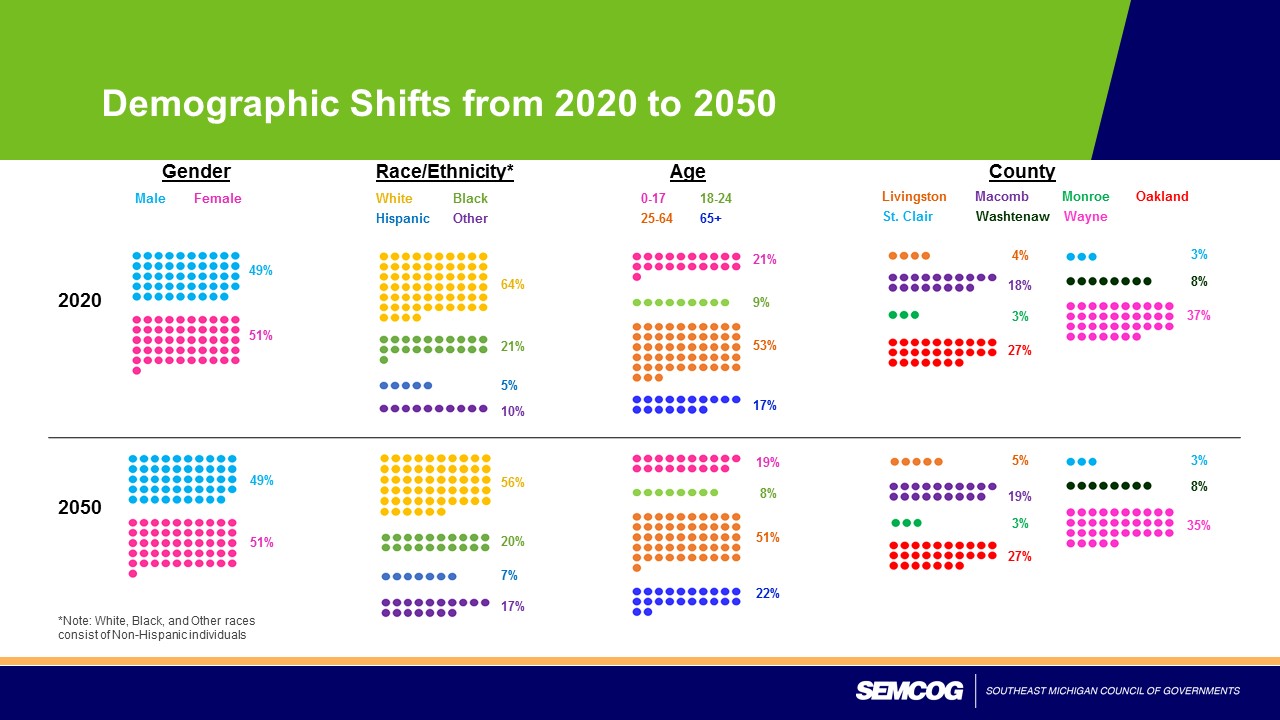 Demographic Shifts from 2020 to 2050
Gender
Male Female
Race/Ethnicity*
White Black
Hispanic Other
Age
0-17 18-24
25-64 65+
County
Livingston Macomb Monroe Oakland
St. Clair Washtenaw Wayne
2020
49%
51%
64%
21%
5%
10%
21%
9%
53%
17%
4%
18%
3%
27%
3%
8%
37%
2050
49%
51%
56%
20%
7%
17%
19%
8%
51%
22%
5%
19%
3%
27%
3%
8%
35%
*Note: White, Black, and Other races
consist of Non-Hispanic individuals
SEMCOG SOUTHEAST MICHIGAN COUNCIL OF GOVERNMENTS